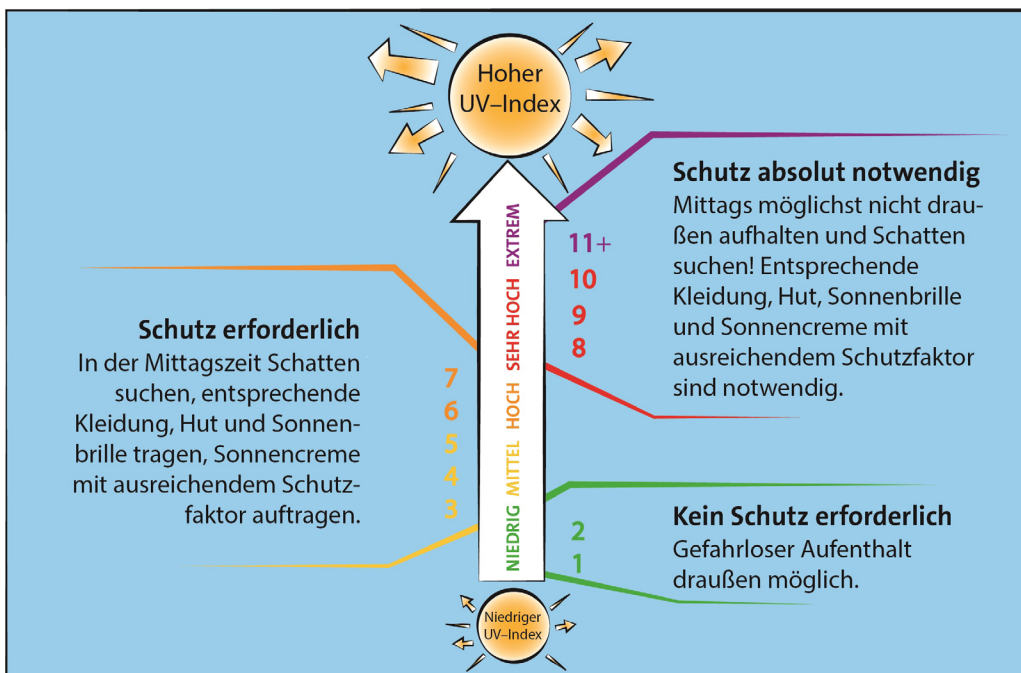 Hoher
UV–Index
Schutz absolut notwendig
Mittags möglichst nicht drau-
ßen aufhalten und Schatten
suchen! Entsprechende
Kleidung, Hut, Sonnenbrille
und Sonnencreme mit
ausreichendem Schutzfaktor
sind notwendig.
EXTREM
SEHR HOCH
HOCH
MITTEL
NIEDRIG
11+
10
9
8
Schutz erforderlich
In der Mittagszeit Schatten
suchen, entsprechende
Kleidung, Hut und Sonnen-
brille tragen, Sonnencreme
mit ausreichendem Schutz-
faktor auftragen.
7
6
5
4
3
2
1
Kein Schutz erforderlich
Gefahrloser Aufenthalt
draußen möglich.
Niedriger
UV–Index